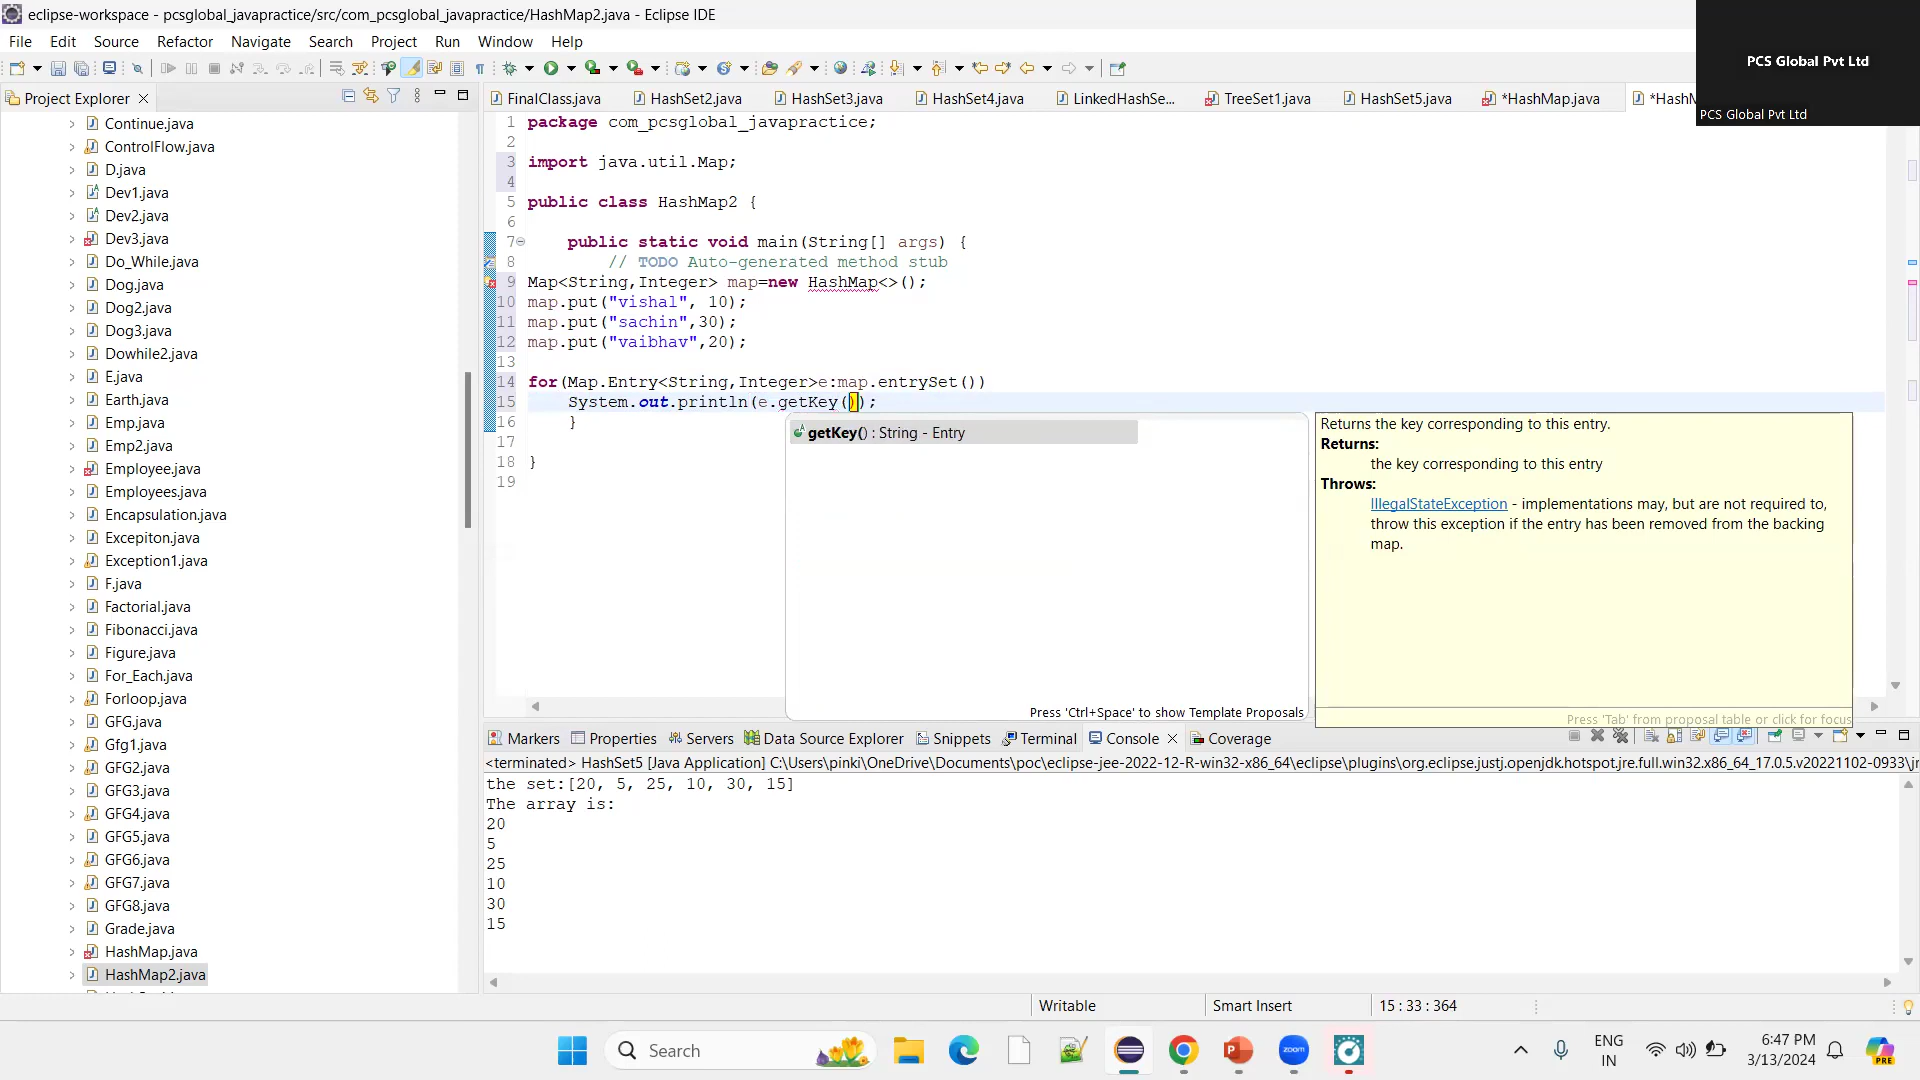 eclipse-workspace - pcsglobal_javapractice/src/com_pcsglobal_javapractice/HashMap2.java - Eclipse IDE
File Edit Source Refactor Navigate Search Project Run Window Help
PCS Global Pvt Ltd
PCS Global Pvt Ltd
Project Explorer
FinalClass.java HashSet2.java HashSet3.java HashSet4.java LinkedHashSe... TreeSet1.java HashSet5.java *HashMap.java *HashM
Continue.java
ControlFlow.java
D.java
Dev1.java
Dev2.java
Dev3.java
Do_While.java
Dog.java
Dog2.java
Dog3.java
Dowhile2.java
E.java
Earth.java
Emp.java
Emp2.java
Employee.java
Employees.java
Encapsulation.java
Excepiton.java
Exception1.java
F.java
Factorial.java
Fibonacci.java
Figure.java
For_Each.java
Forloop.java
GFG.java
Gfg1.java
GFG2.java
GFG3.java
GFG4.java
GFG5.java
GFG6.java
GFG7.java
GFG8.java
Grade.java
HashMap.java
HashMap2.java
1 package com_pcsglobal_javapractice;
2
3 import java.util.Map;
4
5 public class HashMap2 {
6
7 public static void main(String[] args) {
8 // TODO Auto-generated method stub
9 Map<String,Integer> map=new HashMap<>();
10 map.put("vishal", 10);
11 map.put("sachin",30);
12 map.put("vaibhav",20);
13
14 for(Map.Entry<String,Integer>e:map.entrySet())
15 System.out.println(e.getKey());
16 }
17
18 }
19
getKey() : String - Entry
Press 'Ctrl+Space' to show Template Proposals
Returns the key corresponding to this entry.
Returns:
the key corresponding to this entry
Throws:
IllegalStateException - implementations may, but are not required to,
throw this exception if the entry has been removed from the backing
map.
Press 'Tab' from proposal table or click for focus
Markers Properties Servers Data Source Explorer Snippets Terminal Console Coverage
<terminated> HashSet5 [Java Application] C:\Users\pinki\OneDrive\Documents\poc\eclipse-jee-2022-12-R-win32-x86_64\eclipse\plugins\org.eclipse.justj.openjdk.hotspot.jre.full.win32.x86_64_17.0.5.v20221102-0933\jr
the set:[20, 5, 25, 10, 30, 15]
The array is:
20
5
25
10
30
15
Writable Smart Insert 15 : 33 : 364
Search
zoom
PRE
ENG
IN
6:47 PM
3/13/2024